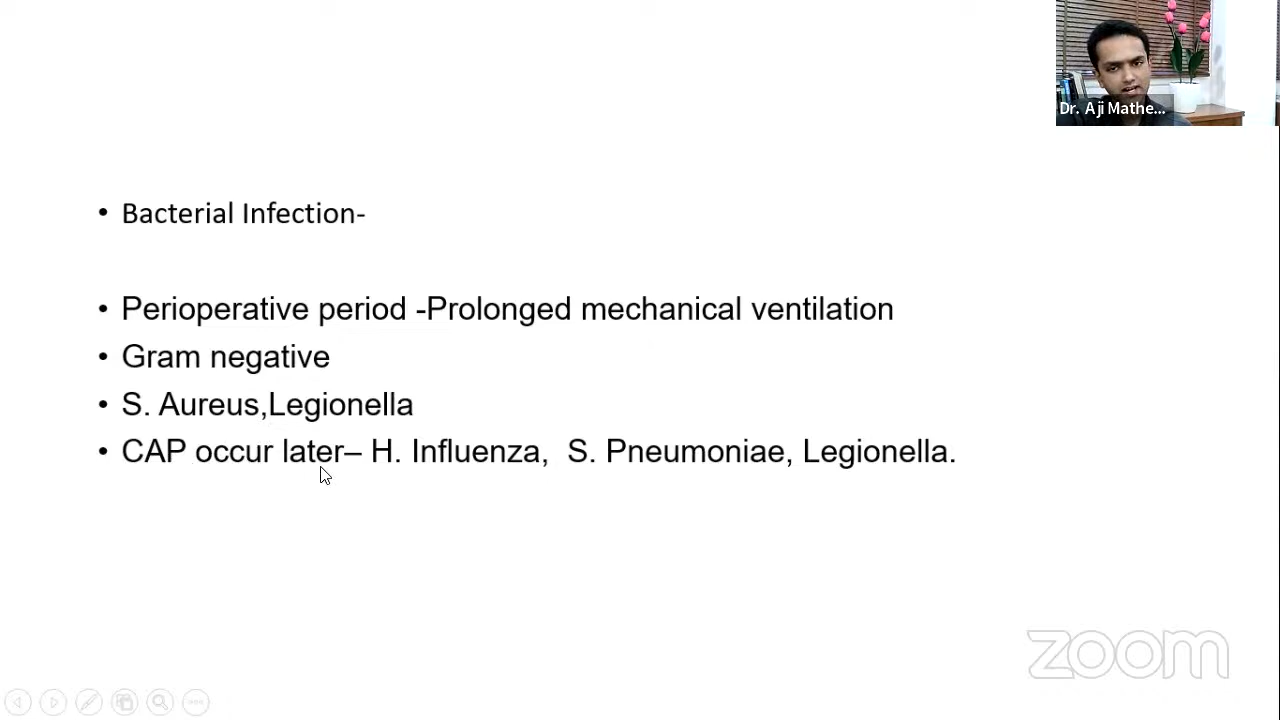 Dr. Aji Mathe...
• Bacterial Infection-
• Perioperative period -Prolonged mechanical ventilation
• Gram negative
• S. Aureus,Legionella
• CAP occur later– H. Influenza, S. Pneumoniae, Legionella.
zoom